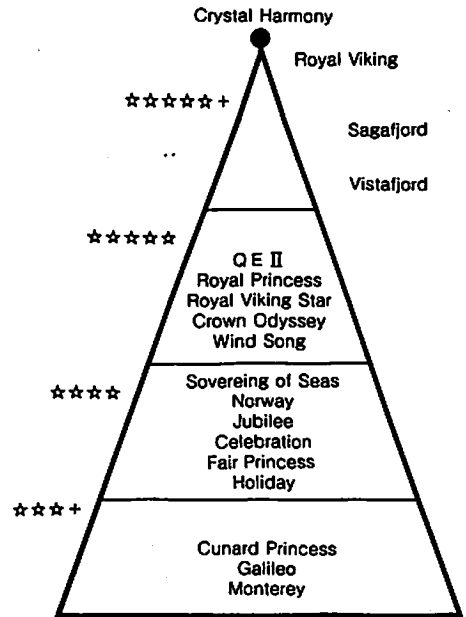 Crystal Harmony
Royal Viking
☆☆☆☆☆+
Sagafjord
Vistafjord
☆☆☆☆☆
QE II
Royal Princess
Royal Viking Star
Crown Odyssey
Wind Song
☆☆☆☆
Sovereing of Seas
Norway
Jubilee
Celebration
Fair Princess
Holiday
☆☆☆+
Cunard Princess
Galileo
Monterey